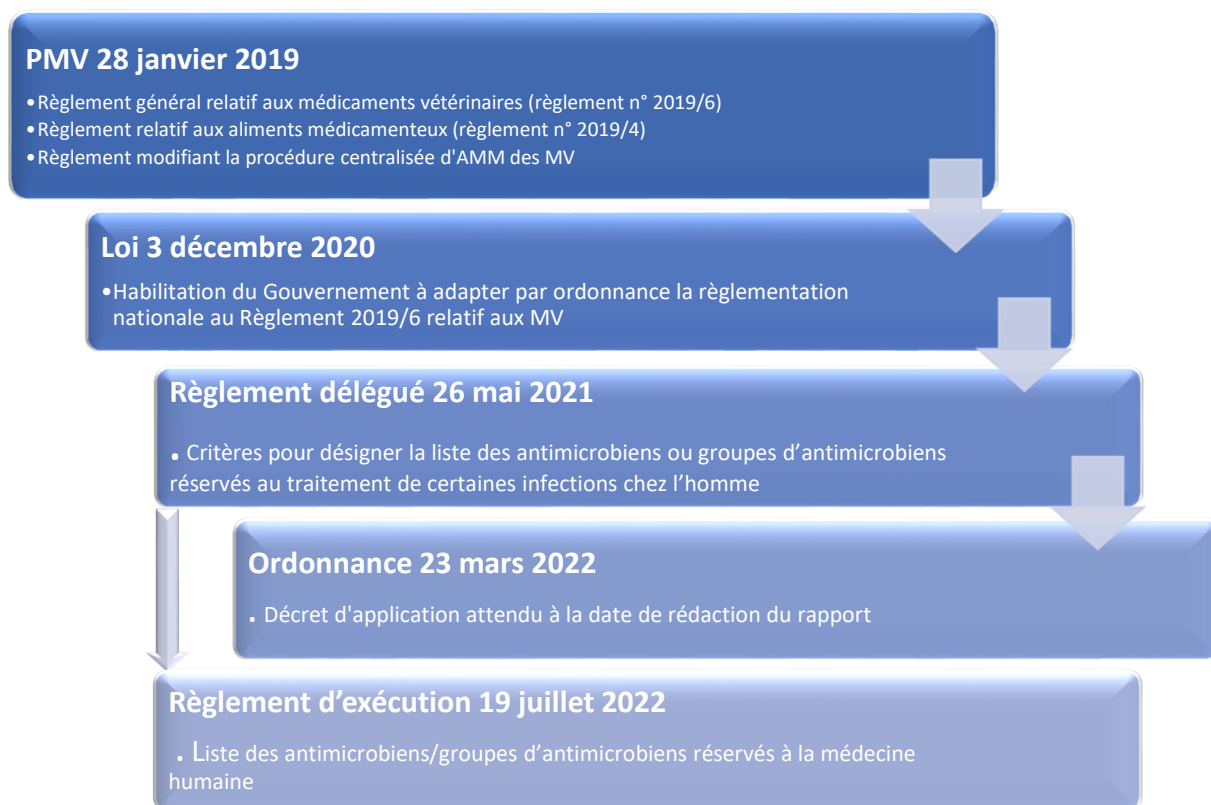 PMV 28 janvier 2019
•Règlement général relatif aux médicaments vétérinaires (règlement n° 2019/6)
•Règlement relatif aux aliments médicamenteux (règlement n° 2019/4)
•Règlement modifiant la procédure centralisée d'AMM des MV
Loi 3 décembre 2020
•Habilitation du Gouvernement à adapter par ordonnance la règlementation
nationale au Règlement 2019/6 relatif aux MV
Règlement délégué 26 mai 2021
. Critères pour désigner la liste des antimicrobiens ou groupes d’antimicrobiens
réservés au traitement de certaines infections chez l’homme
Ordonnance 23 mars 2022
. Décret d'application attendu à la date de rédaction du rapport
Règlement d’exécution 19 juillet 2022
. Liste des antimicrobiens/groupes d’antimicrobiens réservés à la médecine
humaine